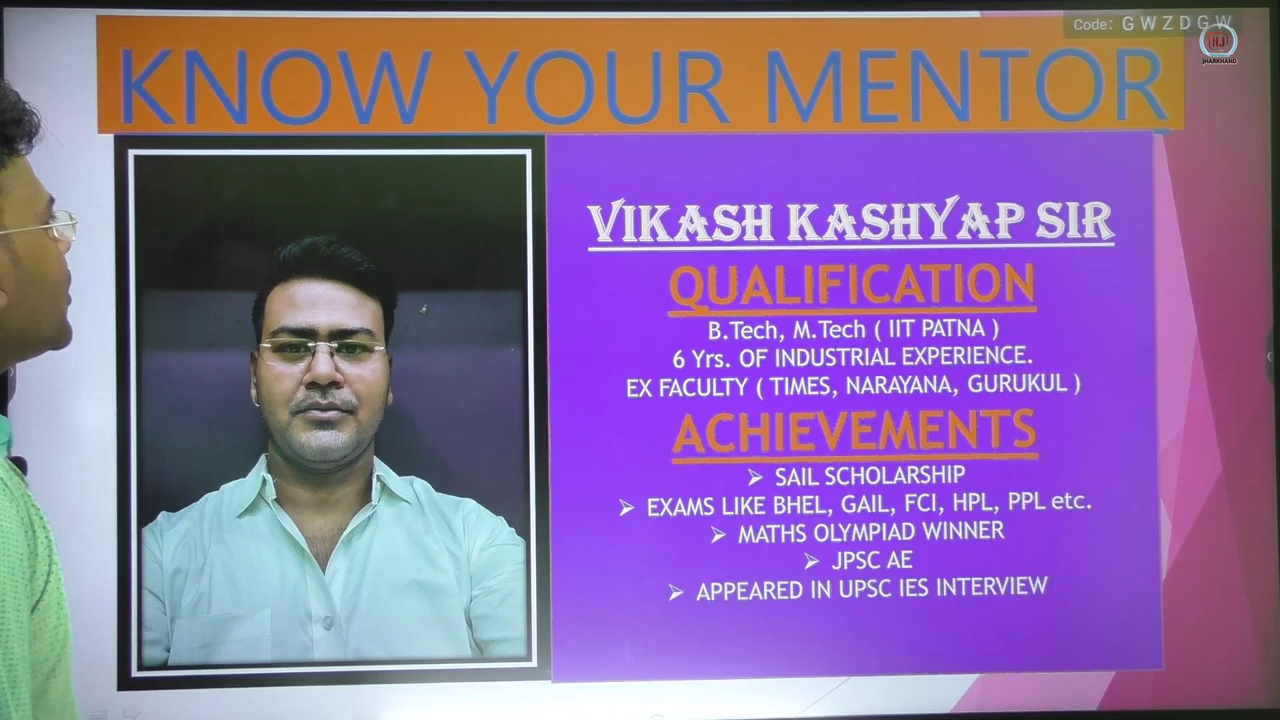 Code: G W Z D G W
HJ
JHARKHAND
KNOW YOUR MENTOR
VIKASH KASHYAP SIR
QUALIFICATION
B.Tech, M.Tech ( IIT PATNA )
6 Yrs. OF INDUSTRIAL EXPERIENCE.
EX FACULTY ( TIMES, NARAYANA, GURUKUL )
ACHIEVEMENTS
➢ SAIL SCHOLARSHIP
➢ EXAMS LIKE BHEL, GAIL, FCI, HPL, PPL etc.
➢ MATHS OLYMPIAD WINNER
➢ JPSC AE
➢ APPEARED IN UPSC IES INTERVIEW